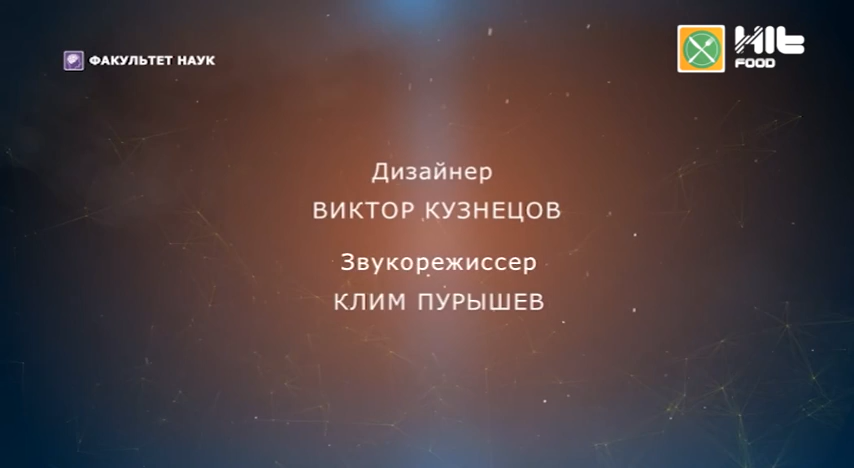 ФАКУЛЬТЕТ НАУК
HIt
FOOD
Дизайнер
ВИКТОР КУЗНЕЦОВ
Звукорежиссер
КЛИМ ПУРЫШЕВ